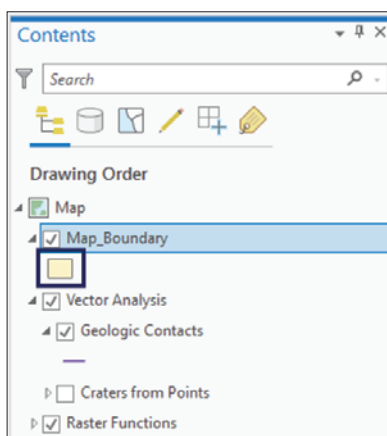 Contents
Search
Drawing Order
Map
Map_Boundary
Vector Analysis
Geologic Contacts
Craters from Points
Raster Functions